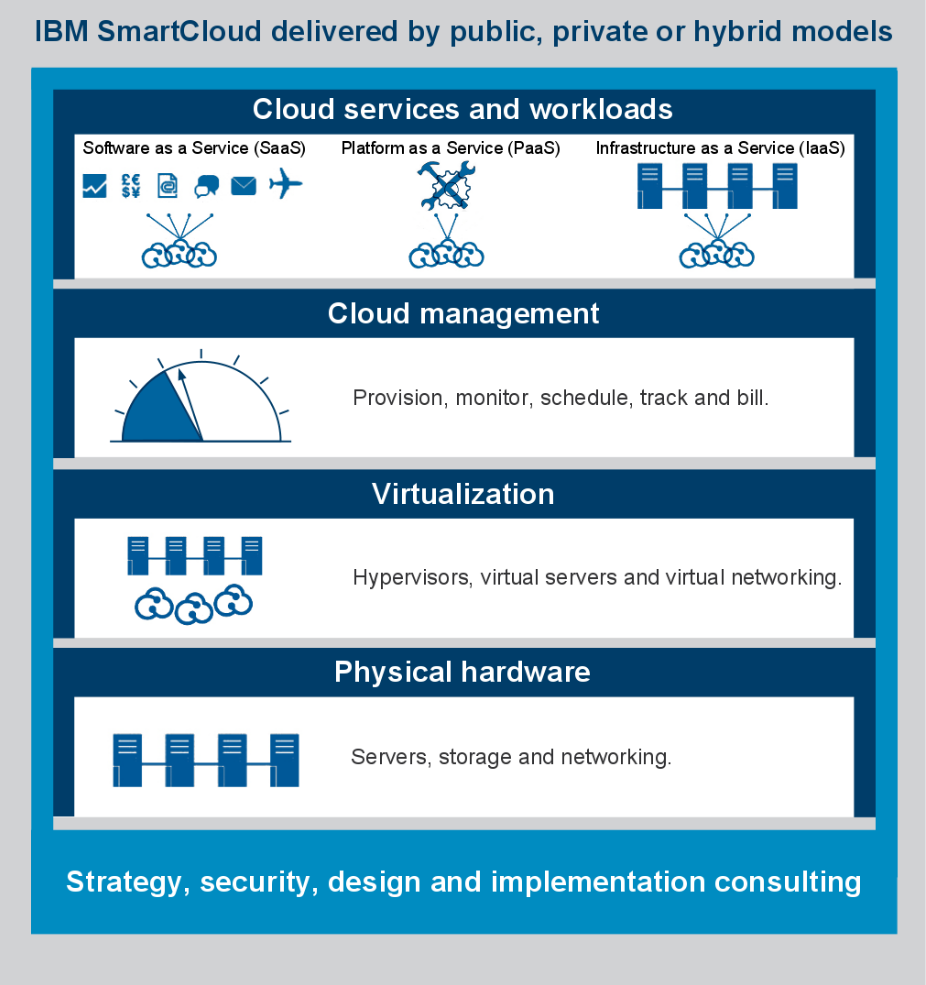 IBM SmartCloud delivered by public, private or hybrid models
Cloud services and workloads
Software as a Service (SaaS)
Platform as a Service (PaaS)
Infrastructure as a Service (IaaS)
£€
$¥
Cloud management
Provision, monitor, schedule, track and bill.
Virtualization
Hypervisors, virtual servers and virtual networking.
Physical hardware
Servers, storage and networking.
Strategy, security, design and implementation consulting